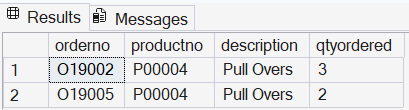 Results Messages
orderno productno description qtyordered
1 O19002 P00004 Pull Overs 3
2 O19005 P00004 Pull Overs 2